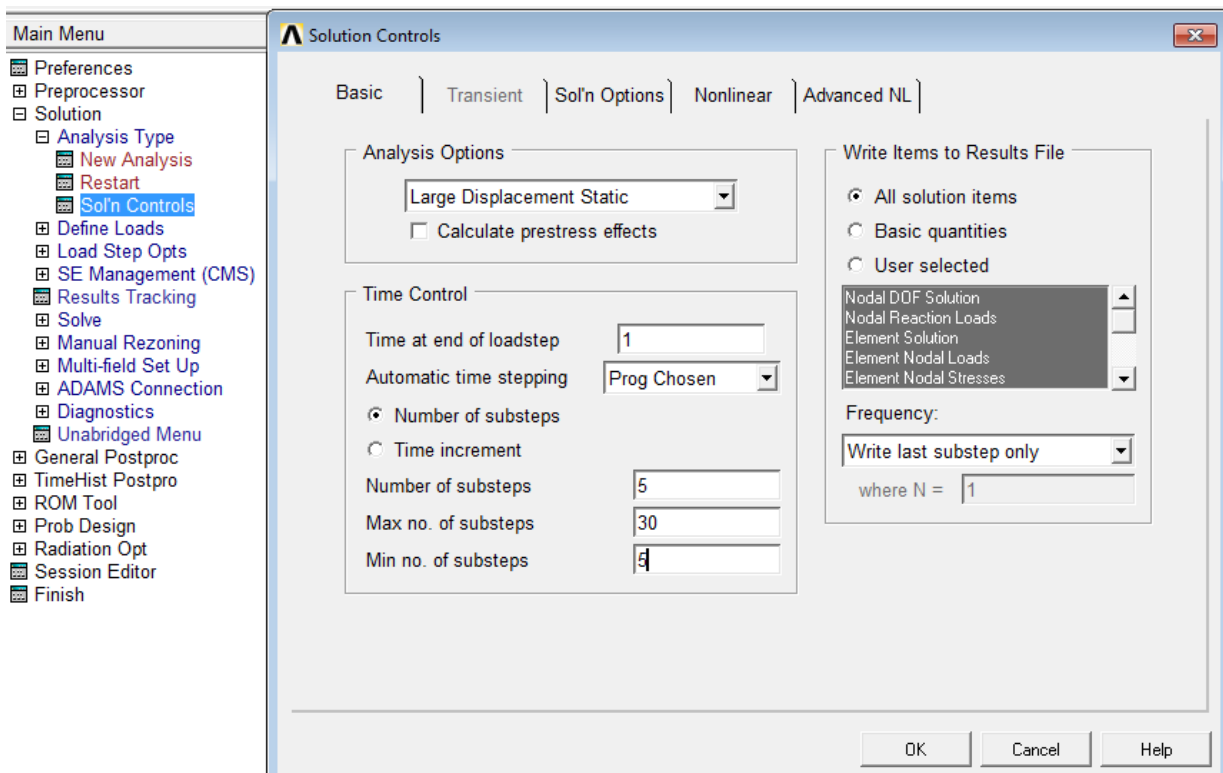 Main Menu
Preferences
Preprocessor
Solution
Analysis Type
New Analysis
Restart
Sol'n Controls
Define Loads
Load Step Opts
SE Management (CMS)
Results Tracking
Solve
Manual Rezoning
Multi-field Set Up
ADAMS Connection
Diagnostics
Unabridged Menu
General Postproc
TimeHist Postpro
ROM Tool
Prob Design
Radiation Opt
Session Editor
Finish
Solution Controls
Basic Transient Sol'n Options Nonlinear Advanced NL
Analysis Options
Large Displacement Static
Calculate prestress effects
Time Control
Time at end of loadstep 1
Automatic time stepping Prog Chosen
Number of substeps
Time increment
Number of substeps 5
Max no. of substeps 30
Min no. of substeps 5
Write Items to Results File
All solution items
Basic quantities
User selected
Nodal DOF Solution
Nodal Reaction Loads
Element Solution
Element Nodal Loads
Element Nodal Stresses
Frequency:
Write last substep only
where N = 1
OK Cancel Help